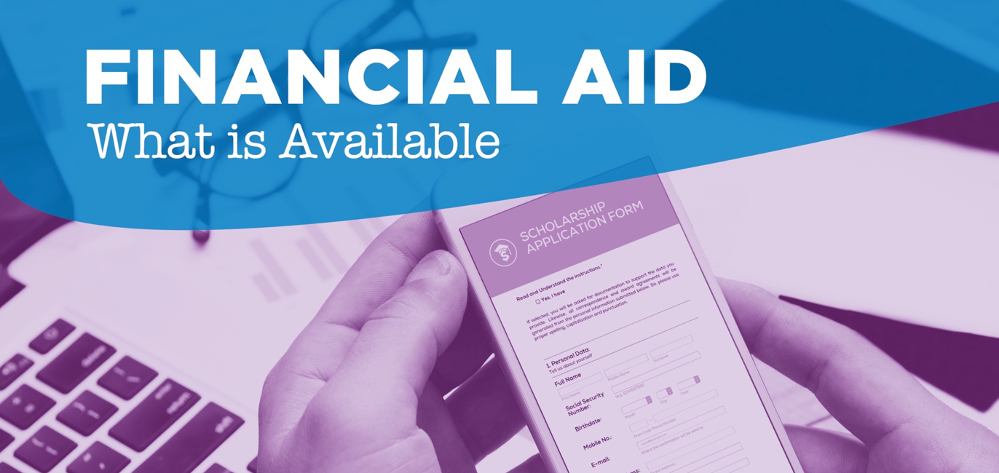 FINANCIAL AID
What is Available
SCHOLARSHIP
APPLICATION FORM
Read and Understand the instructions.*
Yes, I have
If selected, you will be asked for documentation to support the data you
provide. Likewise, all correspondence and award agreements will be
generated from the personal information submitted below. So, please use
proper spelling, capitalization and punctuation.
1. Personal Data:
Tell us about yourself
Full Name
First Name
Middle Name
Surname
Social Security
Number:
Birthdate:
Month
Day
Year
Mobile No.:
Area Code Phone Number
E-mail:
Where the confirmation will be sent to
delete
enter
return
shift